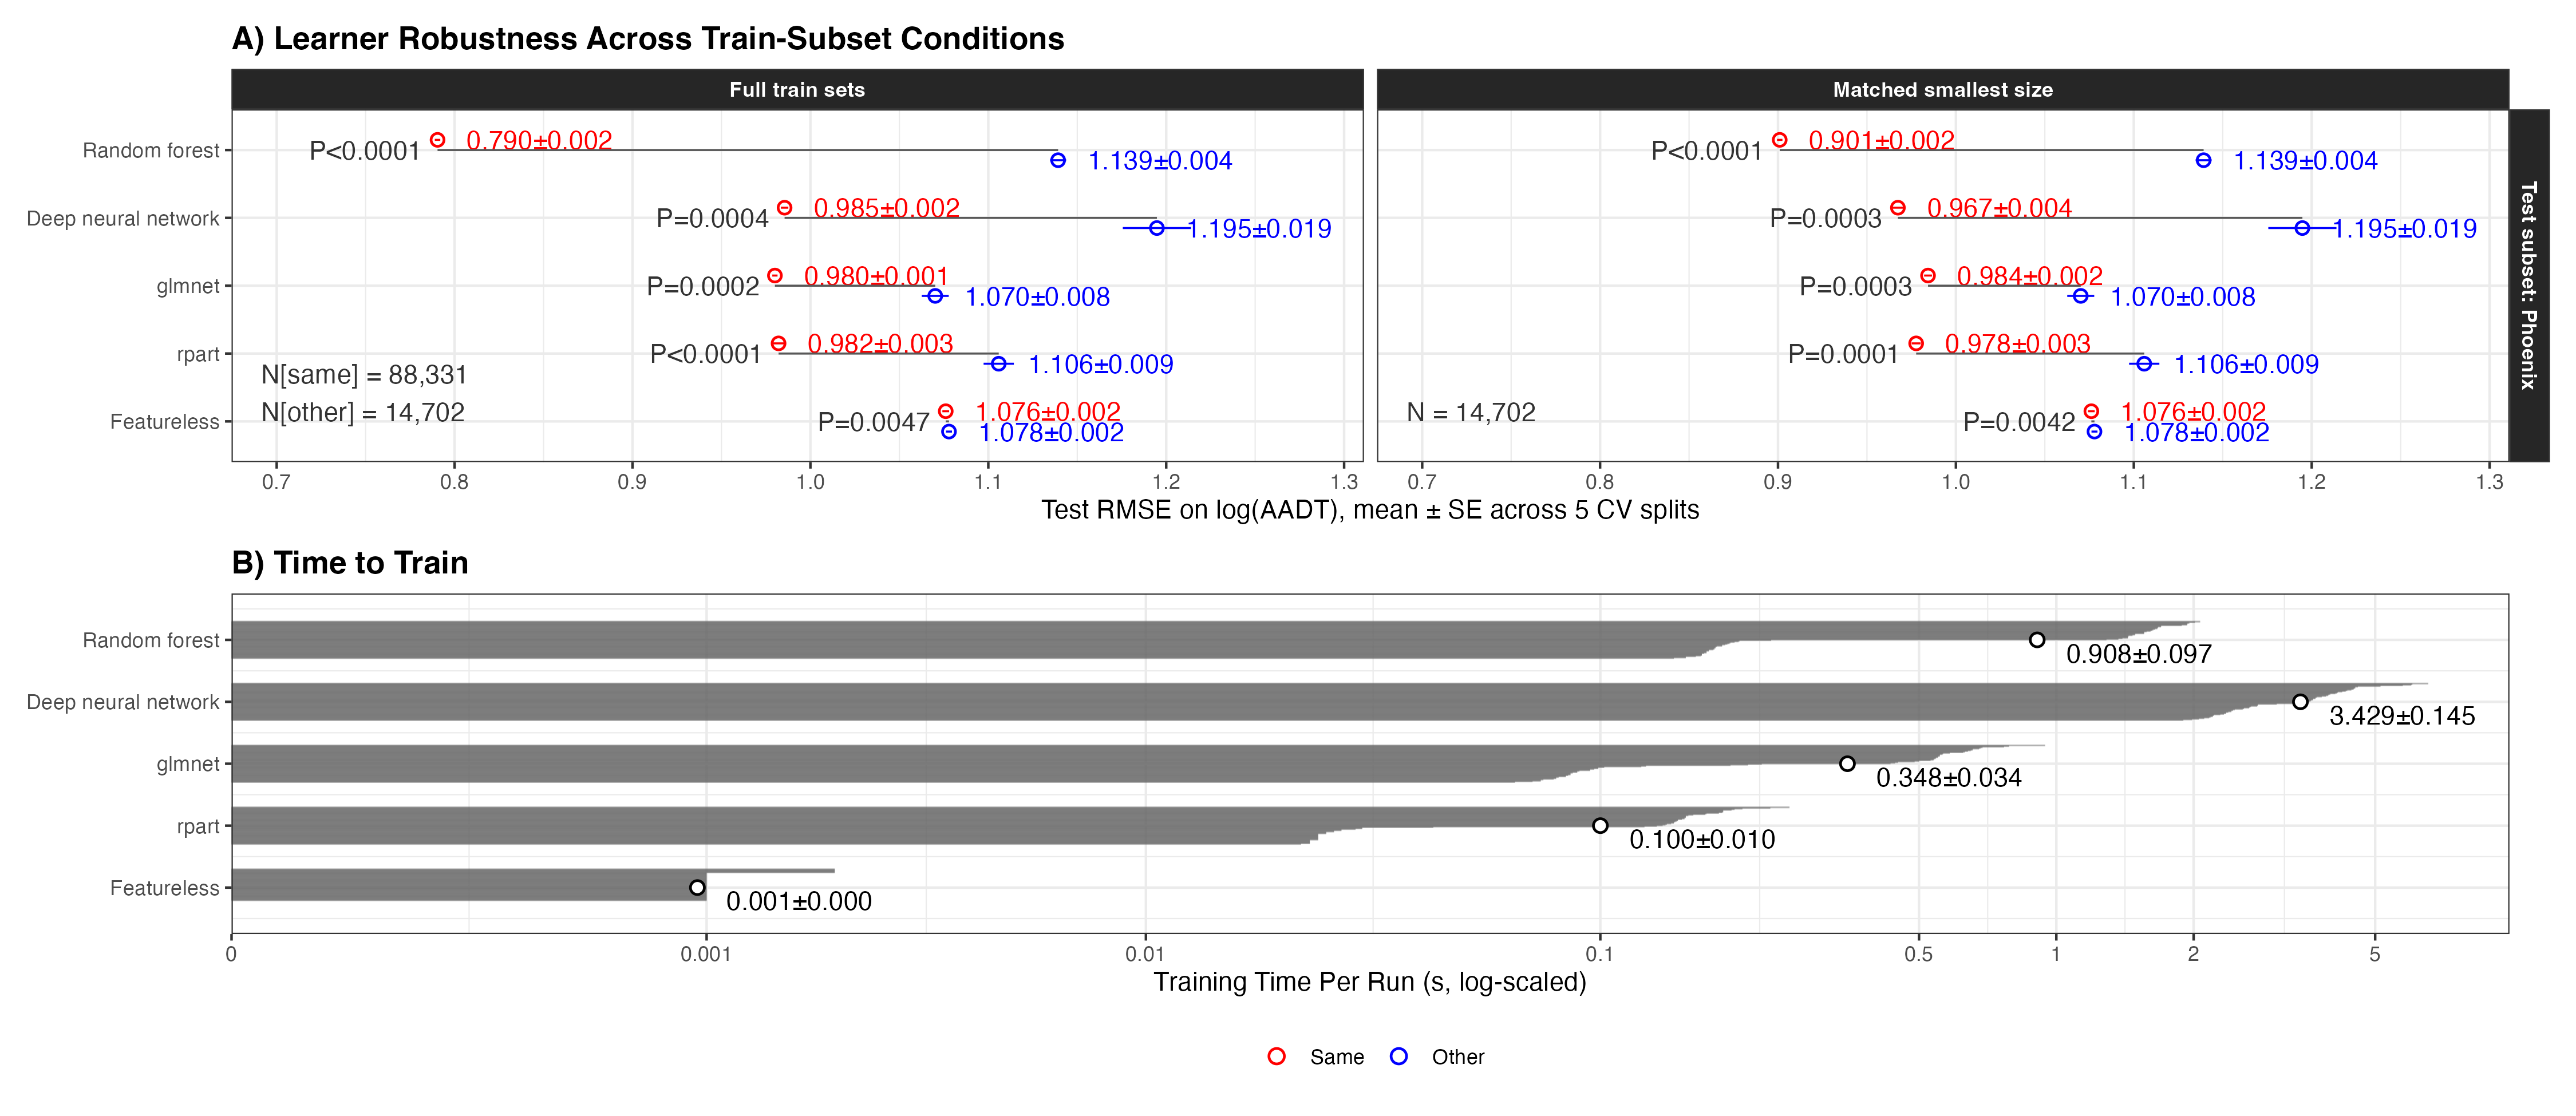 A) Learner Robustness Across Train-Subset Conditions
Full train sets
Matched smallest size
Random forest
P<0.0001
0.790±0.002
1.139±0.004
P<0.0001
0.901±0.002
1.139±0.004
Deep neural network
P=0.0004
0.985±0.002
1.195±0.019
P=0.0003
0.967±0.004
1.195±0.019
glmnet
P=0.0002
0.980±0.001
1.070±0.008
P=0.0003
0.984±0.002
1.070±0.008
rpart
P<0.0001
0.982±0.003
1.106±0.009
P=0.0001
0.978±0.003
1.106±0.009
N[same] = 88,331
N[other] = 14,702
N = 14,702
Featureless
P=0.0047
1.076±0.002
1.078±0.002
P=0.0042
1.076±0.002
1.078±0.002
Test subset: Phoenix
0.7 0.8 0.9 1.0 1.1 1.2 1.3
0.7 0.8 0.9 1.0 1.1 1.2 1.3
Test RMSE on log(AADT), mean ± SE across 5 CV splits
B) Time to Train
Random forest
0.908±0.097
Deep neural network
3.429±0.145
glmnet
0.348±0.034
rpart
0.100±0.010
Featureless
0.001±0.000
0 0.001 0.01 0.1 0.5 1 2 5
Training Time Per Run (s, log-scaled)
Same Other